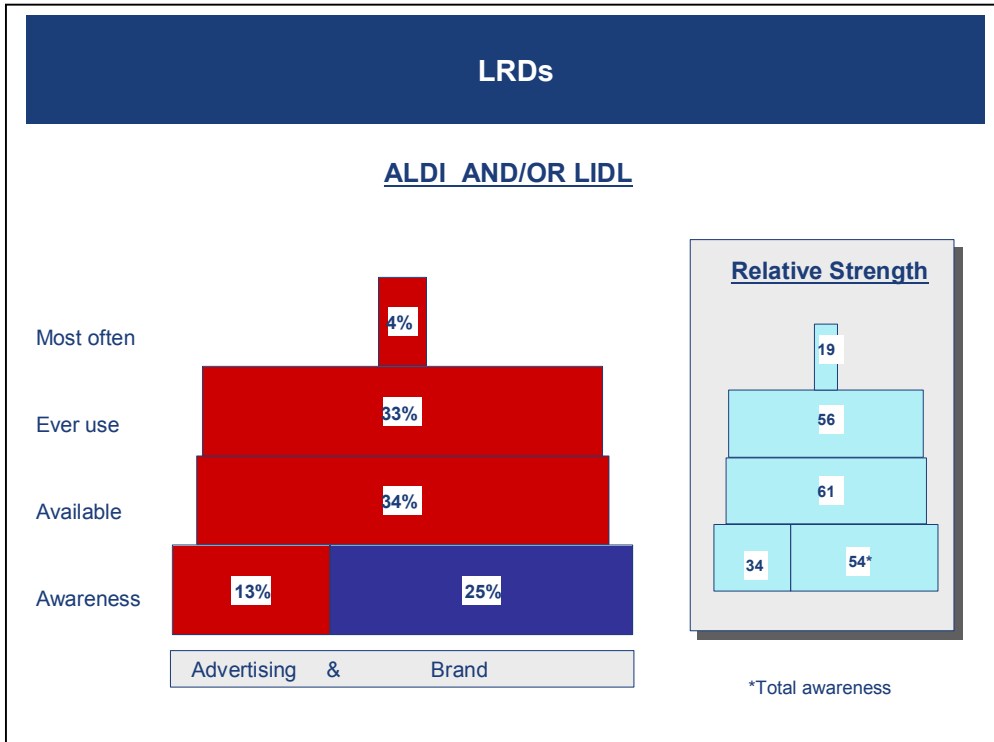 LRDs
ALDI AND/OR LIDL
Relative Strength
Most often
4%
19
Ever use
33%
56
Available
34%
61
Awareness
13%
25%
34
54*
Advertising & Brand
*Total awareness